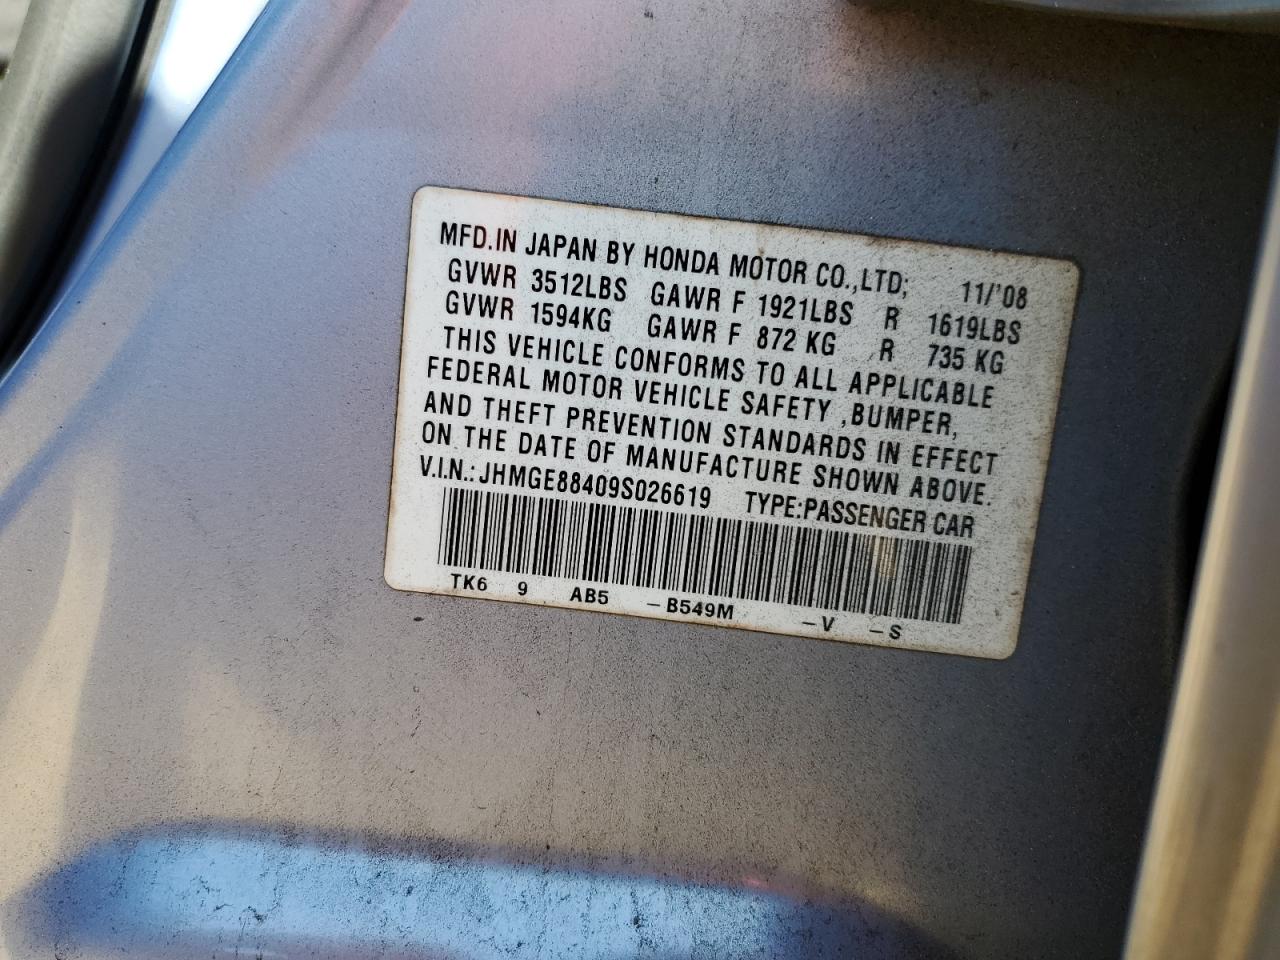 MFD.IN JAPAN BY HONDA MOTOR CO.,LTD; 11/'08
GVWR 3512LBS GAWR F 1921LBS R 1619LBS
GVWR 1594KG GAWR F 872 KG R 735 KG
THIS VEHICLE CONFORMS TO ALL APPLICABLE
FEDERAL MOTOR VEHICLE SAFETY ,BUMPER,
AND THEFT PREVENTION STANDARDS IN EFFECT
ON THE DATE OF MANUFACTURE SHOWN ABOVE.
V.I.N.: JHMGE88409S026619 TYPE:PASSENGER CAR
TK6 9 AB5 –B549M –V –S